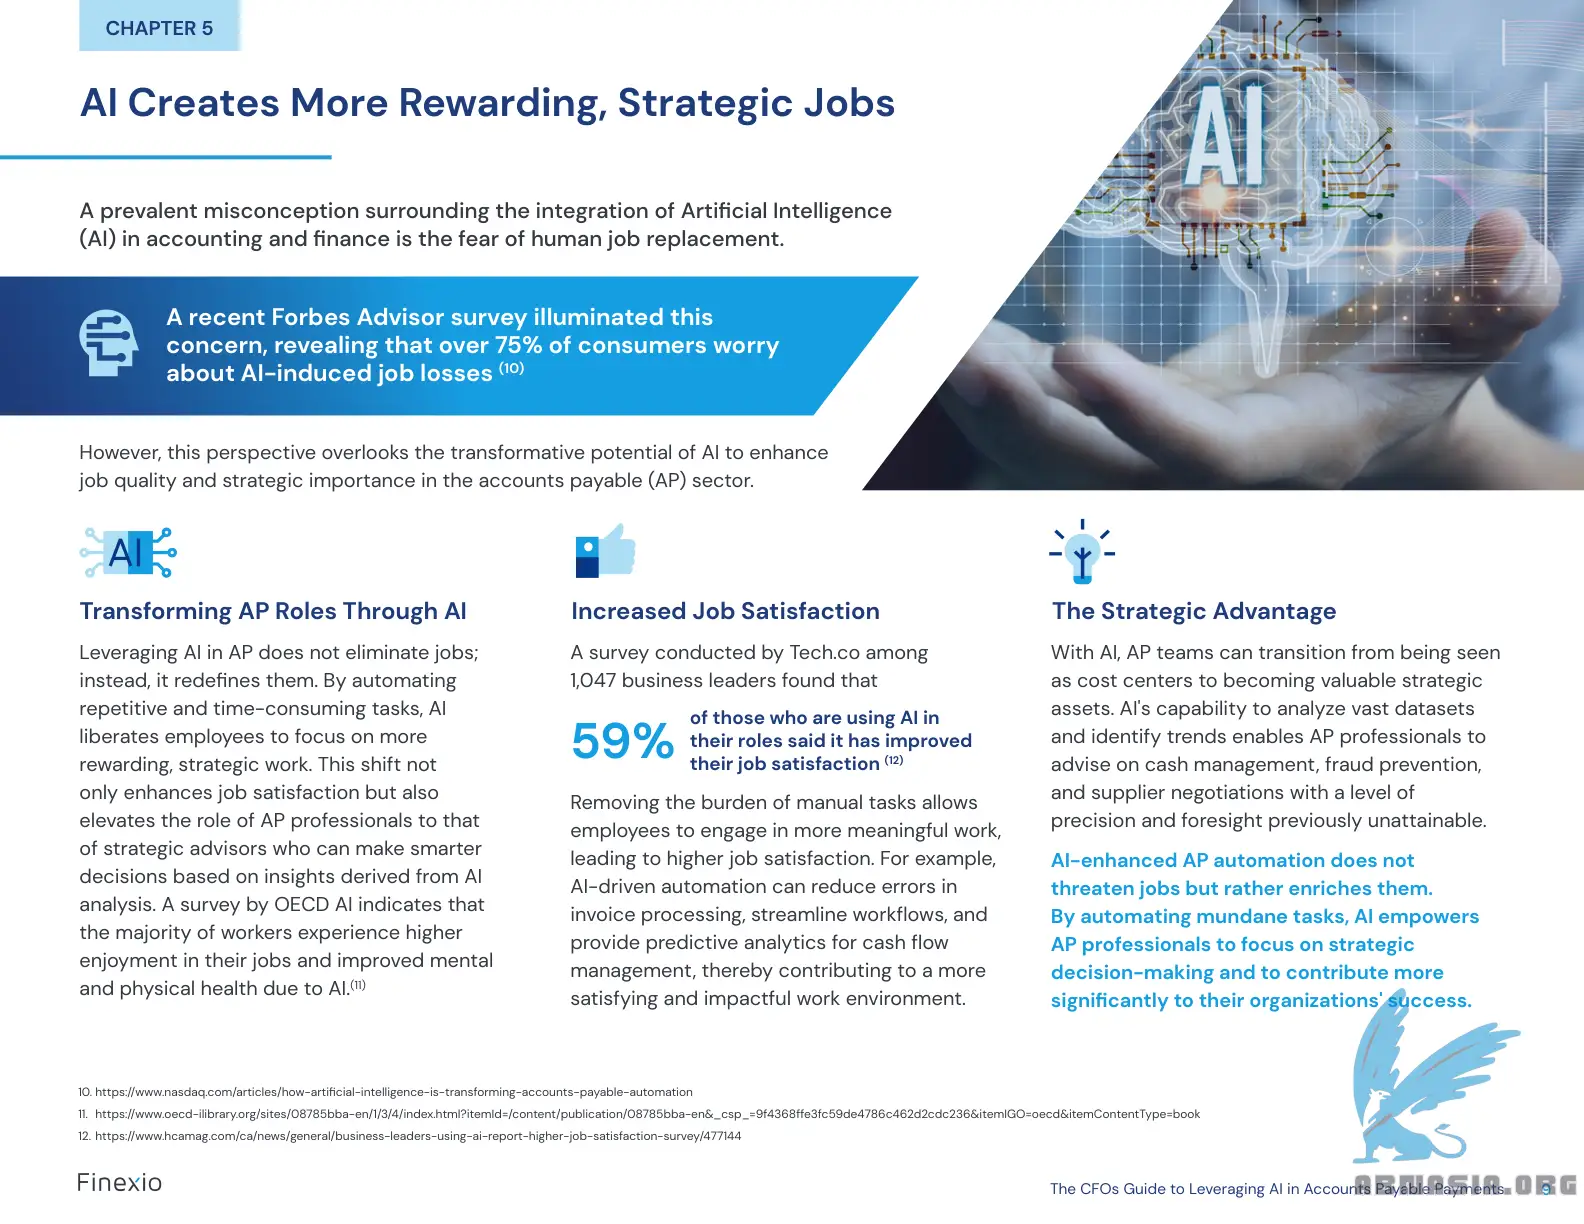 CHAPTER 5
AI Creates More Rewarding, Strategic Jobs
A prevalent misconception surrounding the integration of Artificial Intelligence
(AI) in accounting and finance is the fear of human job replacement.
A recent Forbes Advisor survey illuminated this
concern, revealing that over 75% of consumers worry
about AI-induced job losses (10)
AI
However, this perspective overlooks the transformative potential of AI to enhance
job quality and strategic importance in the accounts payable (AP) sector.
AI
Transforming AP Roles Through AI
Leveraging AI in AP does not eliminate jobs;
instead, it redefines them. By automating
repetitive and time-consuming tasks, AI
liberates employees to focus on more
rewarding, strategic work. This shift not
only enhances job satisfaction but also
elevates the role of AP professionals to that
of strategic advisors who can make smarter
decisions based on insights derived from AI
analysis. A survey by OECD AI indicates that
the majority of workers experience higher
enjoyment in their jobs and improved mental
and physical health due to AI.(11)
Increased Job Satisfaction
A survey conducted by Tech.co among
1,047 business leaders found that
59%
of those who are using AI in
their roles said it has improved
their job satisfaction (12)
Removing the burden of manual tasks allows
employees to engage in more meaningful work,
leading to higher job satisfaction. For example,
AI-driven automation can reduce errors in
invoice processing, streamline workflows, and
provide predictive analytics for cash flow
management, thereby contributing to a more
satisfying and impactful work environment.
The Strategic Advantage
With AI, AP teams can transition from being seen
as cost centers to becoming valuable strategic
assets. AI's capability to analyze vast datasets
and identify trends enables AP professionals to
advise on cash management, fraud prevention,
and supplier negotiations with a level of
precision and foresight previously unattainable.
AI-enhanced AP automation does not
threaten jobs but rather enriches them.
By automating mundane tasks, AI empowers
AP professionals to focus on strategic
decision-making and to contribute more
significantly to their organizations' success.
10. https://www.nasdaq.com/articles/how-artificial-intelligence-is-transforming-accounts-payable-automation
11. https://www.oecd-ilibrary.org/sites/08785bba-en/1/3/4/index.html?itemId=/content/publication/08785bba-en&_csp_=9f4368ffe3fc59de4786c462d2cdc236&itemIGO=oecd&itemContentType=book
12. https://www.hcamag.com/ca/news/general/business-leaders-using-ai-report-higher-job-satisfaction-survey/477144
Finexio
The CFOs Guide to Leveraging AI in Accounts Payable Payments
9